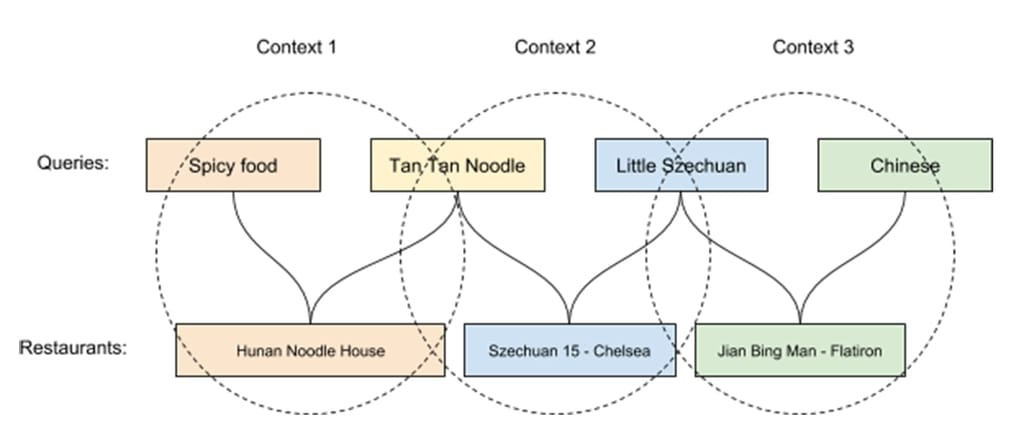 Context 1
Context 2
Context 3
Queries:
Spicy food
Tan Tan Noodle
Little Szechuan
Chinese
Restaurants:
Hunan Noodle House
Szechuan 15 - Chelsea
Jian Bing Man - Flatiron